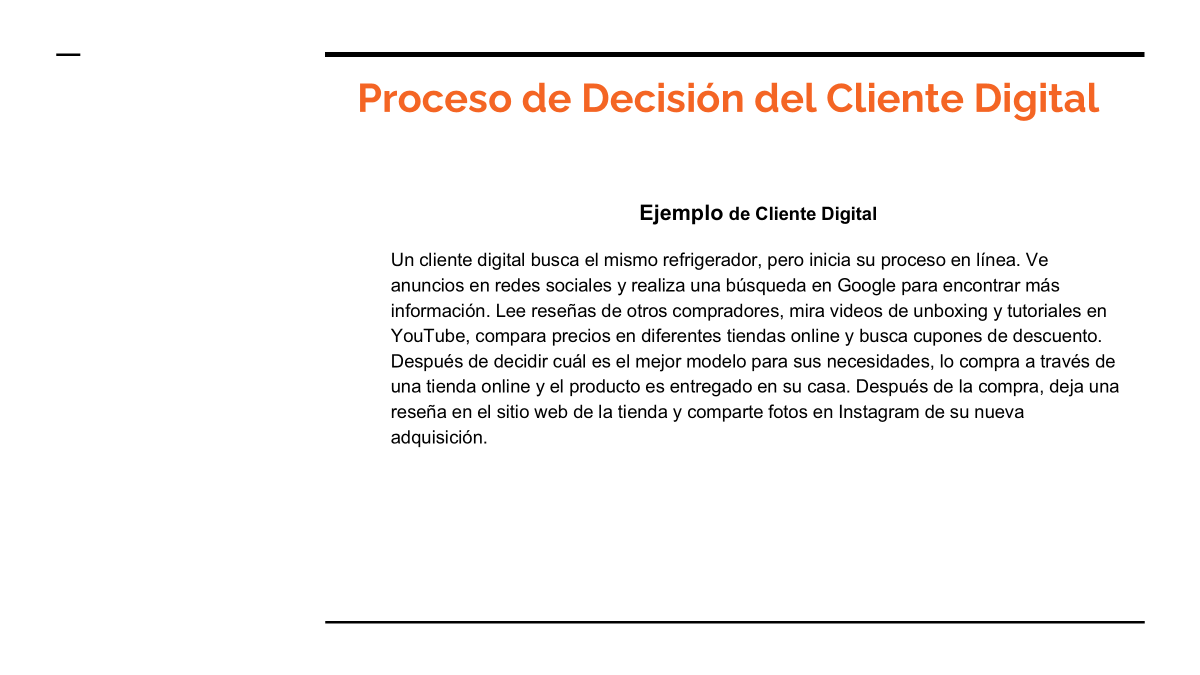 Proceso de Decisión del Cliente Digital
Ejemplo de Cliente Digital
Un cliente digital busca el mismo refrigerador, pero inicia su proceso en línea. Ve
anuncios en redes sociales y realiza una búsqueda en Google para encontrar más
información. Lee reseñas de otros compradores, mira videos de unboxing y tutoriales en
YouTube, compara precios en diferentes tiendas online y busca cupones de descuento.
Después de decidir cuál es el mejor modelo para sus necesidades, lo compra a través de
una tienda online y el producto es entregado en su casa. Después de la compra, deja una
reseña en el sitio web de la tienda y comparte fotos en Instagram de su nueva
adquisición.